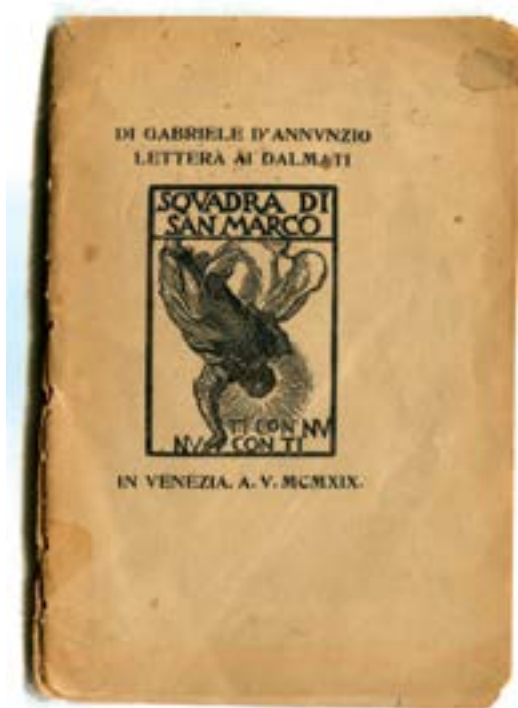 DI GABRIELE D'ANNVNZIO
LETTERA AI DALMATI
SQVADRA DI
SAN MARCO
TI CON NV
NV CON TI
IN VENEZIA. A. V. MCMXIX.